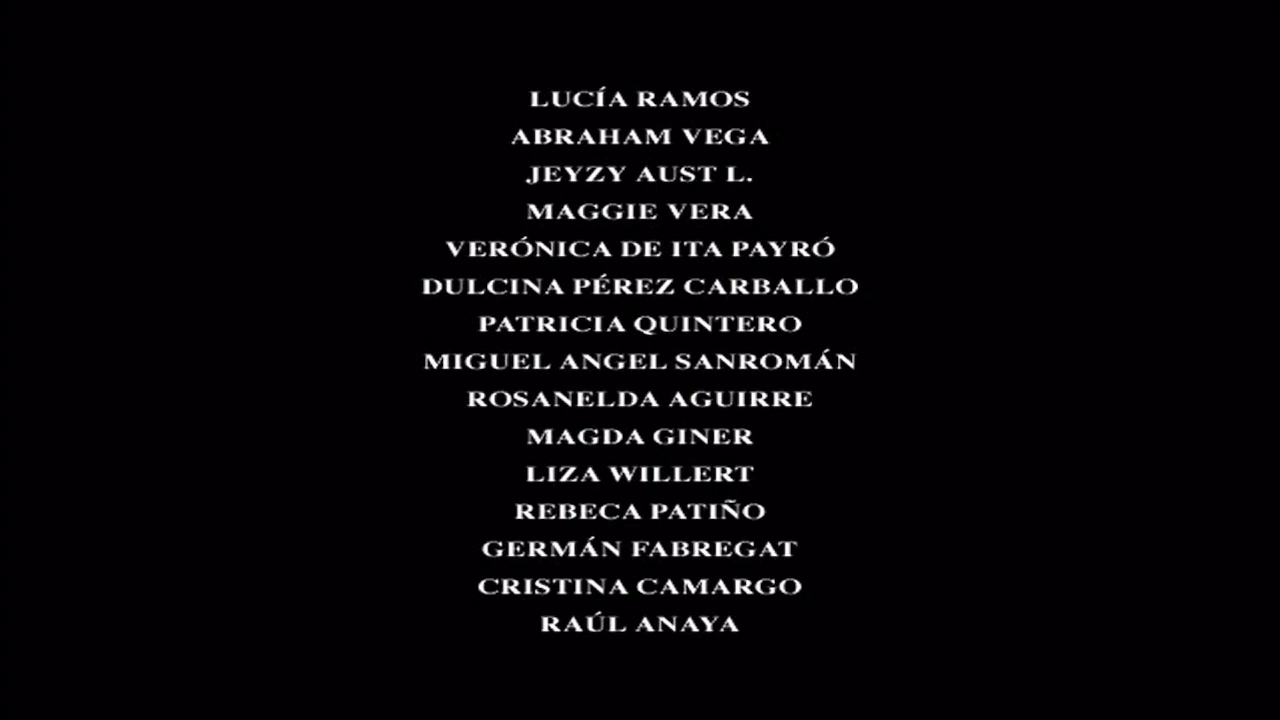 LUCÍA RAMOS
ABRAHAM VEGA
JEYZY AUST L.
MAGGIE VERA
VERÓNICA DE ITA PAYRÓ
DULCINA PÉREZ CARBALLO
PATRICIA QUINTERO
MIGUEL ANGEL SANROMÁN
ROSANELDA AGUIRRE
MAGDA GINER
LIZA WILLERT
REBECA PATIÑO
GERMÁN FABREGAT
CRISTINA CAMARGO
RAÚL ANAYA